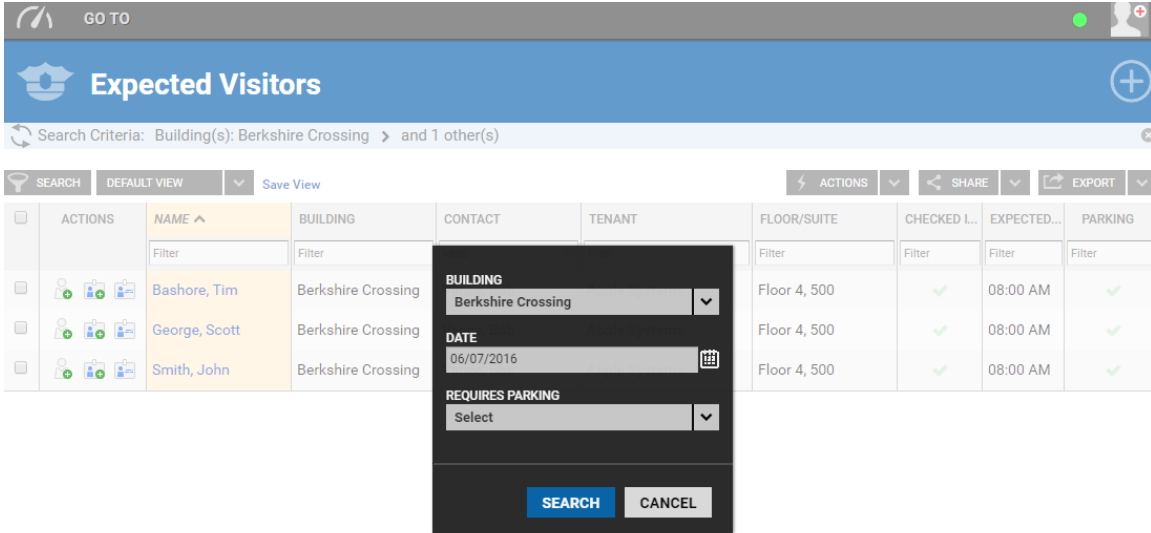 GO TO
Expected Visitors
Search Criteria: Building(s): Berkshire Crossing > and 1 other(s)
SEARCH DEFAULT VIEW Save View ACTIONS SHARE EXPORT
ACTIONS NAME BUILDING CONTACT TENANT FLOOR/SUITE CHECKED I... EXPECTED... PARKING
Filter Filter Filter Filter Filter Filter
Bashore, Tim Berkshire Crossing Floor 4, 500 08:00 AM
George, Scott Berkshire Crossing Floor 4, 500 08:00 AM
Smith, John Berkshire Crossing Floor 4, 500 08:00 AM
BUILDING
Berkshire Crossing
DATE
06/07/2016
REQUIRES PARKING
Select
SEARCH CANCEL